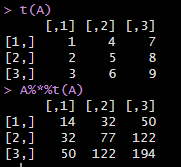 > t(A)
[,1] [,2] [,3]
[1,] 1 4 7
[2,] 2 5 8
[3,] 3 6 9
> A%*%t(A)
[,1] [,2] [,3]
[1,] 14 32 50
[2,] 32 77 122
[3,] 50 122 194